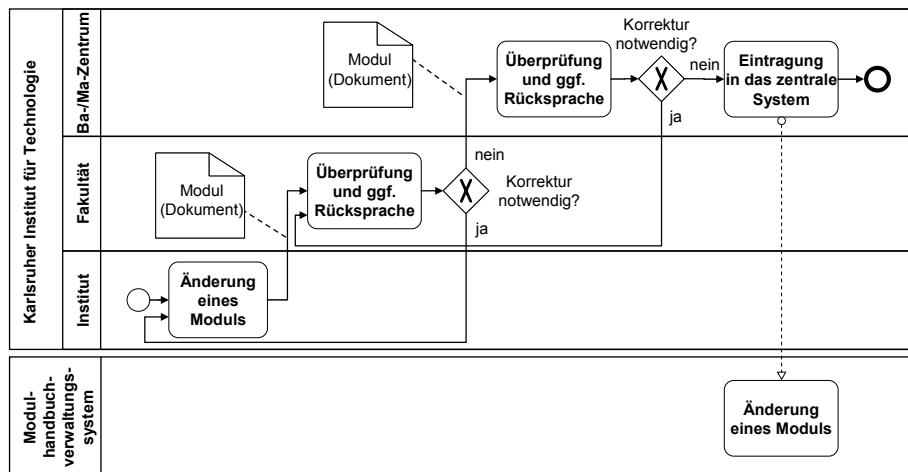 Karlsruher Institut für Technologie
Ba-/Ma-Zentrum
Modul
(Dokument)
Überprüfung
und ggf.
Rücksprache
Korrektur
notwendig?
nein
ja
Eintragung
in das zentrale
System
Fakultät
Modul
(Dokument)
Überprüfung
und ggf.
Rücksprache
nein
Korrektur
notwendig?
ja
Institut
Änderung
eines
Moduls
Modul-
handbuch-
verwaltungs-
system
Änderung
eines Moduls